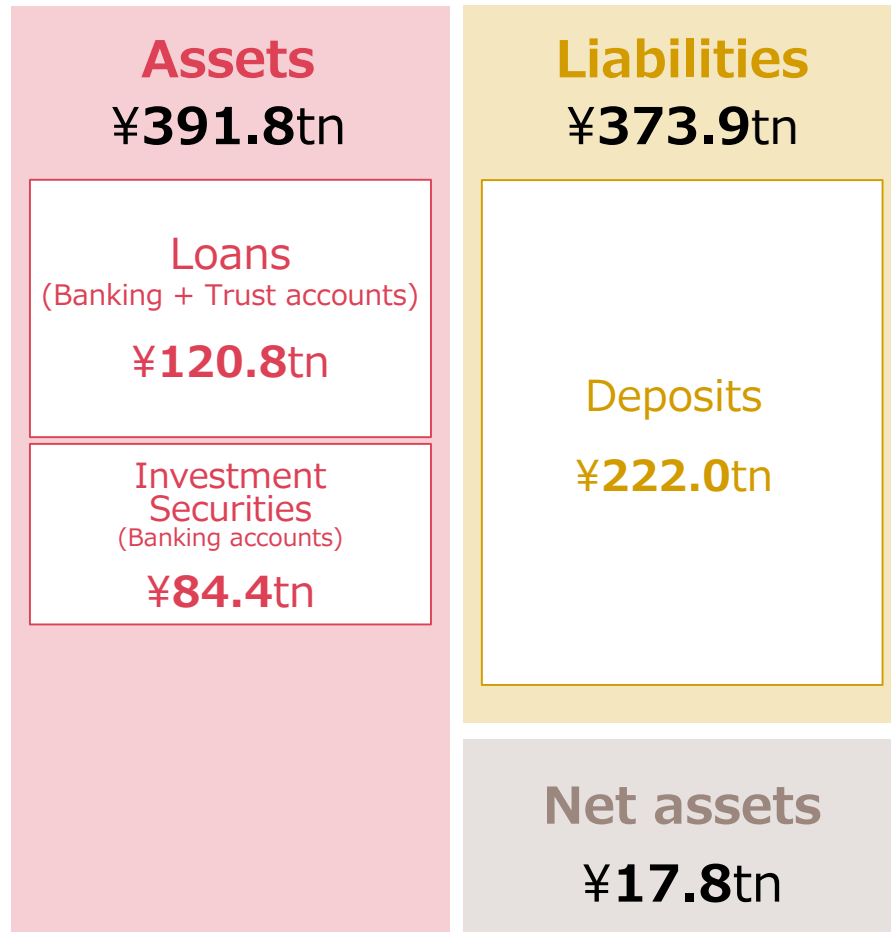 Assets
¥391.8tn
Loans
(Banking + Trust accounts)
¥120.8tn
Investment
Securities
(Banking accounts)
¥84.4tn
Liabilities
¥373.9tn
Deposits
¥222.0tn
Net assets
¥17.8tn